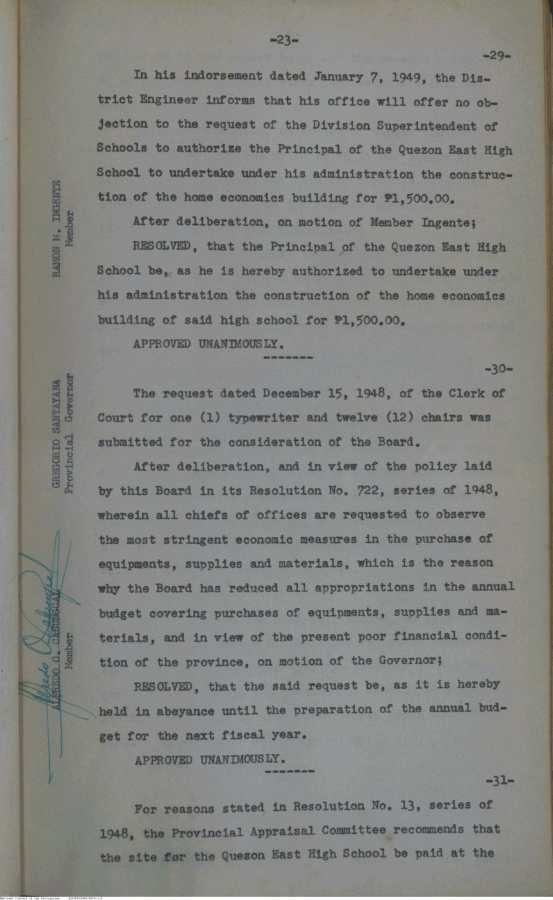 -23-
-29-
In his indorsement dated January 7, 1949, the Dis-
trict Engineer informs that his office will offer no ob-
jection to the request of the Division Superintendent of
Schools to authorize the Principal of the Quezon East High
School to undertake under his administration the construc-
tion of the home economics building for ₱1,500.00.
After deliberation, on motion of Member Ingente;
RESOLVED, that the Principal of the Quezon East High
School be, as he is hereby authorized to undertake under
his administration the construction of the home economics
building of said high school for ₱1,500.00.
APPROVED UNANIMOUSLY.
-------
-30-
The request dated December 15, 1948, of the Clerk of
Court for one (1) typewriter and twelve (12) chairs was
submitted for the consideration of the Board.
After deliberation, and in view of the policy laid
by this Board in its Resolution No. 722, series of 1948,
wherein all chiefs of offices are requested to observe
the most stringent economic measures in the purchase of
equipments, supplies and materials, which is the reason
why the Board has reduced all appropriations in the annual
budget covering purchases of equipments, supplies and ma-
terials, and in view of the present poor financial condi-
tion of the province, on motion of the Governor;
RESOLVED, that the said request be, as it is hereby
held in abeyance until the preparation of the annual bud-
get for the next fiscal year.
APPROVED UNANIMOUSLY.
-------
-31-
For reasons stated in Resolution No. 13, series of
1948, the Provincial Appraisal Committee recommends that
the site for the Quezon East High School be paid at the
RAMON M. INGENTE
Member
GREGORIO SANTAYANA
Provincial Governor
ALFREDO O.
Member